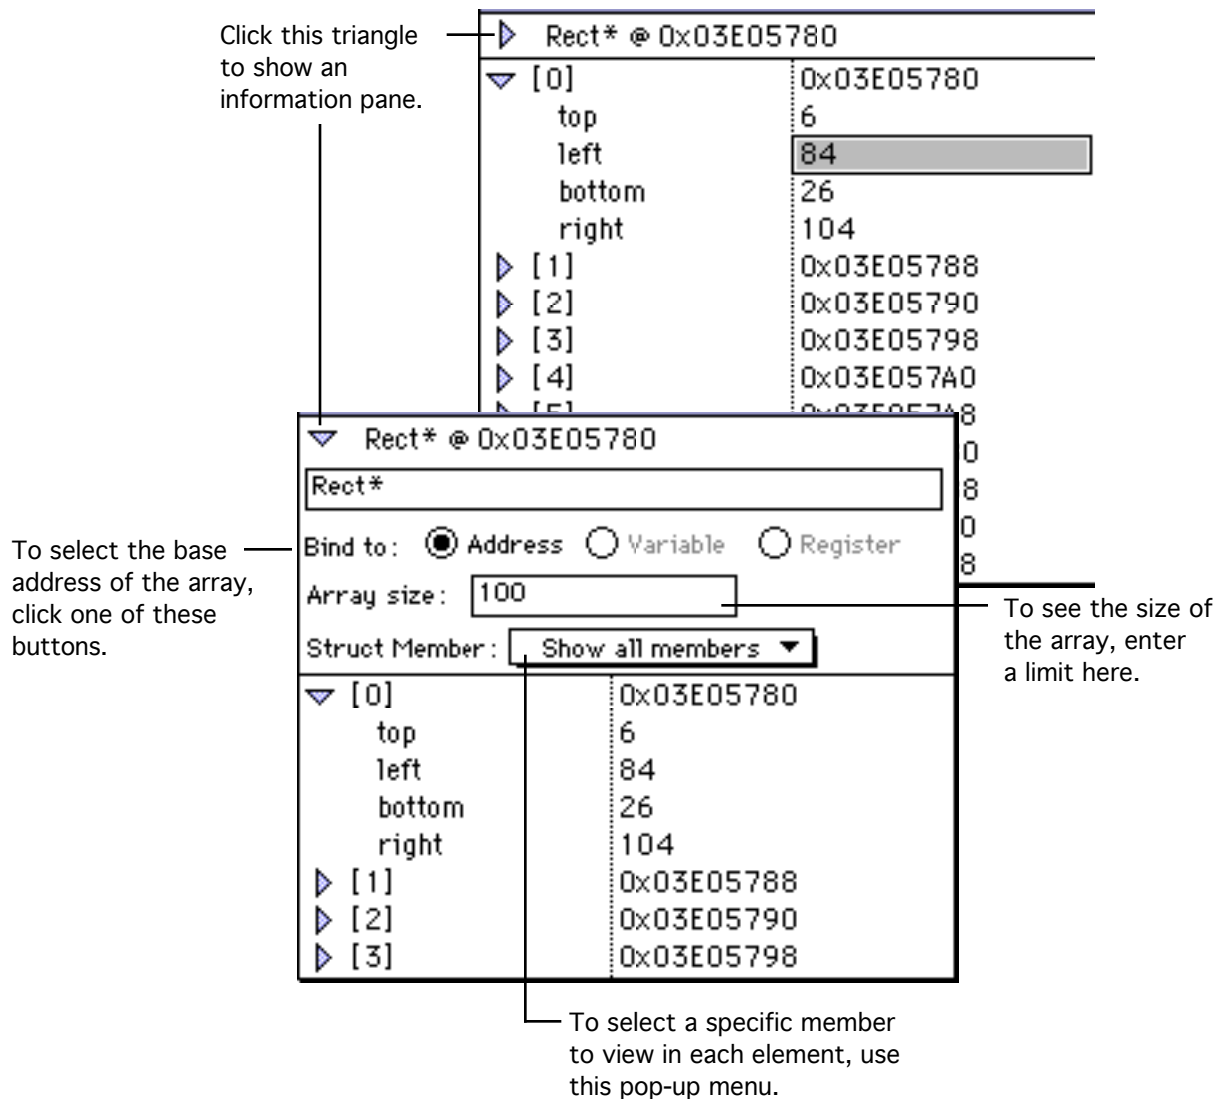 Click this triangle
to show an
information pane.
Rect* @ 0x03E05780
[0] 0x03E05780
top 6
left 84
bottom 26
right 104
[1] 0x03E05788
[2] 0x03E05790
[3] 0x03E05798
[4] 0x03E057A0
8
0
8
0
8
Rect* @ 0x03E05780
Rect*
To select the base
address of the array,
click one of these
buttons.
Bind to: Address Variable Register
Array size: 100
Struct Member: Show all members
To see the size of
the array, enter
a limit here.
[0] 0x03E05780
top 6
left 84
bottom 26
right 104
[1] 0x03E05788
[2] 0x03E05790
[3] 0x03E05798
To select a specific member
to view in each element, use
this pop-up menu.